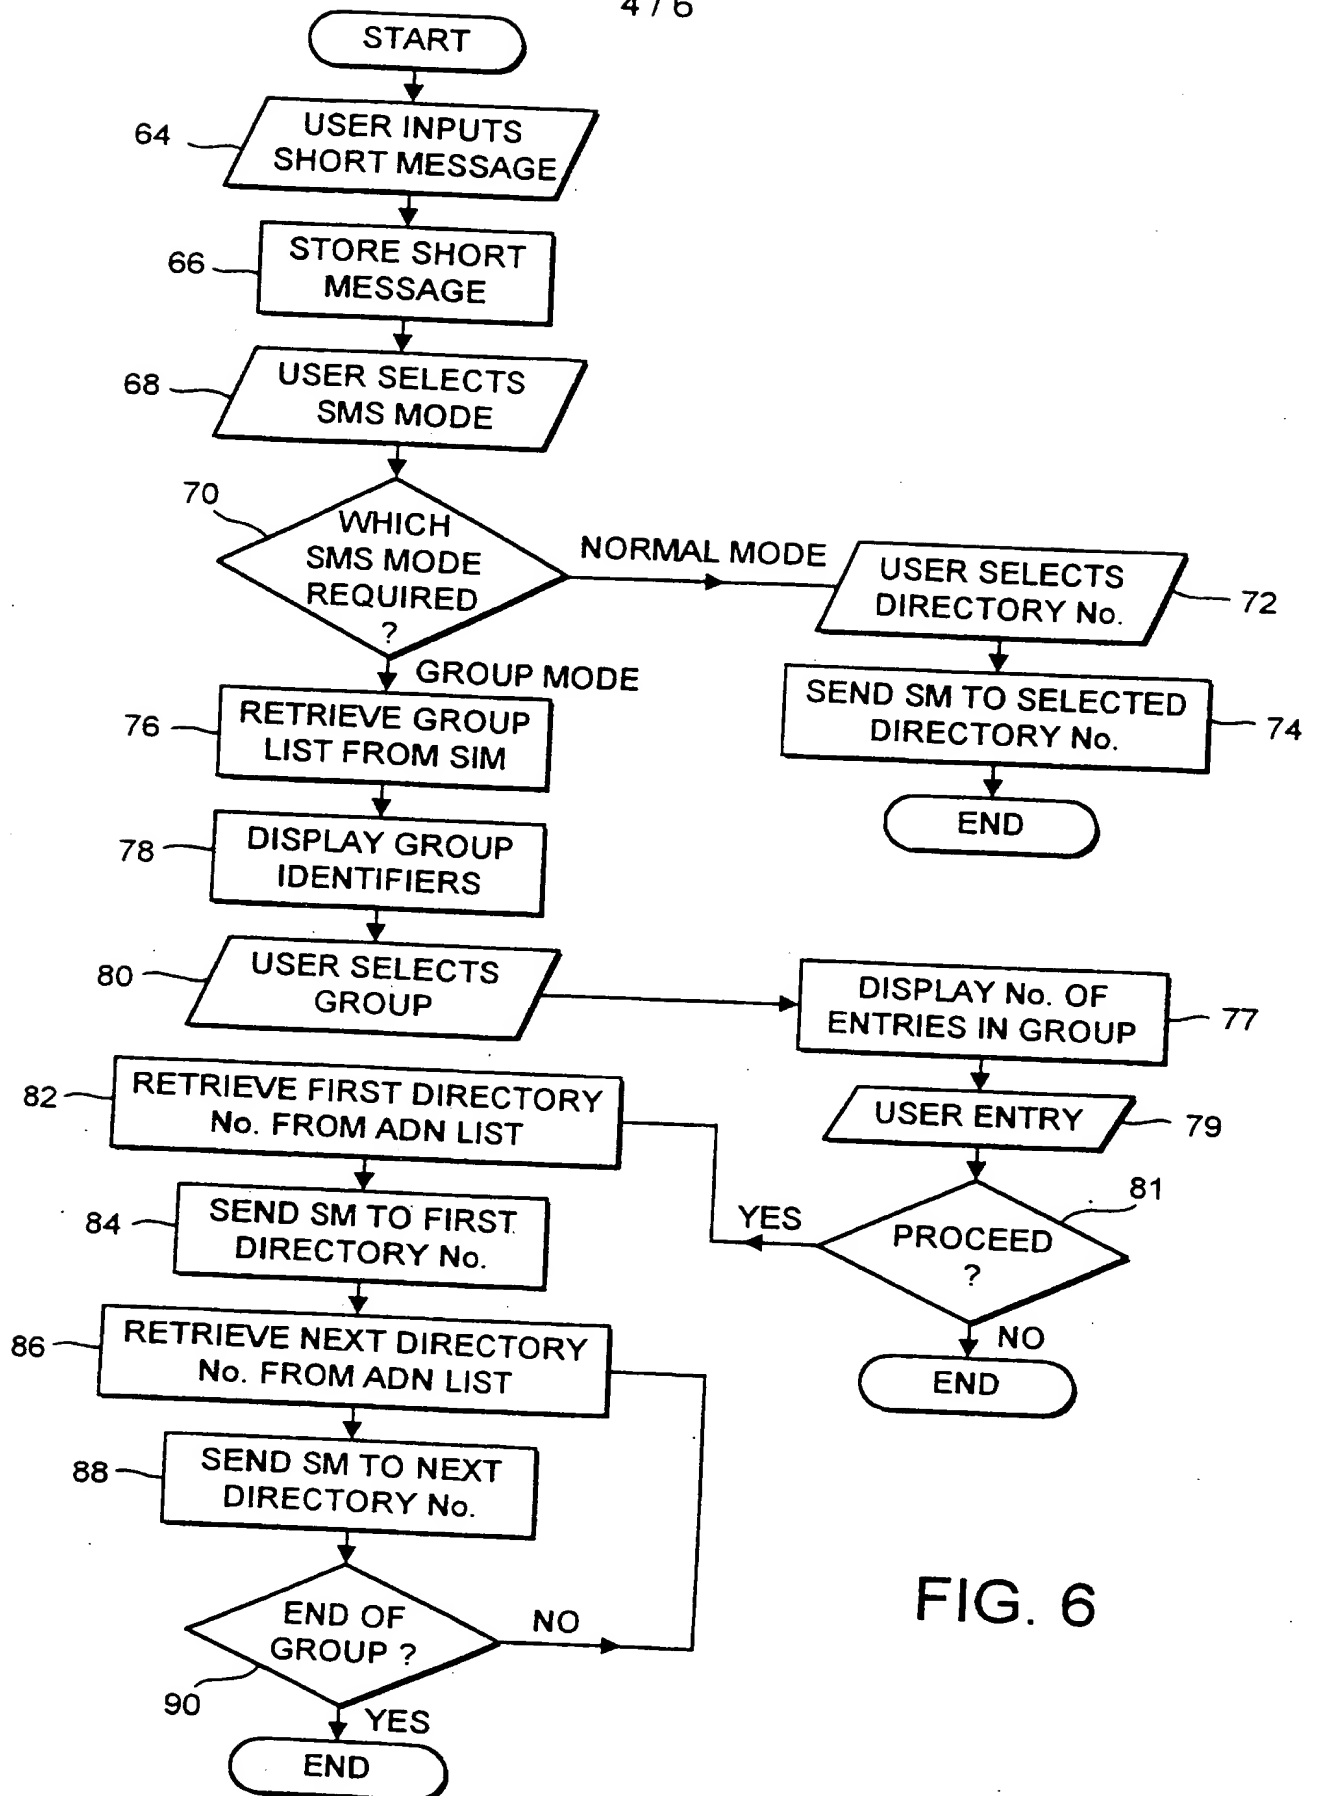 4 / 6
START
64
USER INPUTS
SHORT MESSAGE
66
STORE SHORT
MESSAGE
68
USER SELECTS
SMS MODE
70
WHICH
SMS MODE
REQUIRED
?
NORMAL MODE
USER SELECTS
DIRECTORY No.
72
GROUP MODE
SEND SM TO SELECTED
DIRECTORY No.
74
END
76
RETRIEVE GROUP
LIST FROM SIM
78
DISPLAY GROUP
IDENTIFIERS
80
USER SELECTS
GROUP
DISPLAY No. OF
ENTRIES IN GROUP
77
USER ENTRY
79
81
PROCEED
?
YES
NO
END
82
RETRIEVE FIRST DIRECTORY
No. FROM ADN LIST
84
SEND SM TO FIRST
DIRECTORY No.
86
RETRIEVE NEXT DIRECTORY
No. FROM ADN LIST
88
SEND SM TO NEXT
DIRECTORY No.
END OF
GROUP ?
NO
90
YES
END
FIG. 6